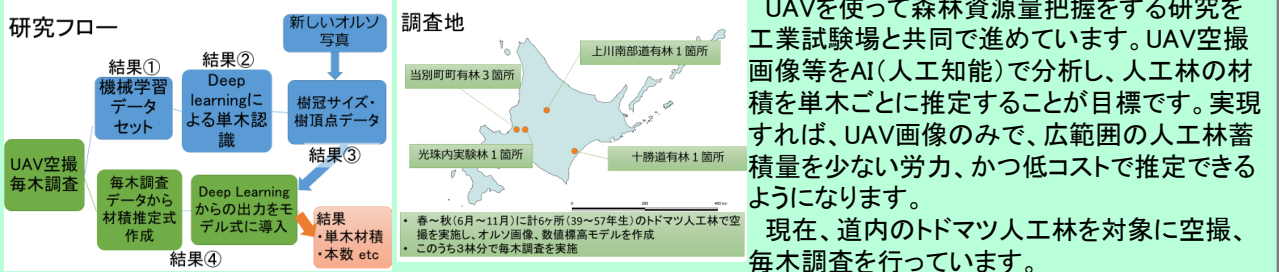 研究フロー
新しいオルソ
写真
結果①
結果②
機械学習
データ
セット
Deep
learningに
よる単木認
識
樹冠サイズ・
樹頂点データ
結果③
UAV空撮
毎木調査
毎木調査
データから
材積推定式
作成
Deep Learning
からの出力をモ
デル式に導入
結果
・単木材積
・本数 etc
結果④
調査地
上川南部道有林１箇所
当別町町有林３箇所
光珠内実験林１箇所
十勝道有林１箇所
0 200 400 km
• 春～秋(6月～11月)に計6ヶ所(39～57年生)のトドマツ人工林で空
撮を実施し、オルソ画像、数値標高モデルを作成
• このうち３林分で毎木調査を実施
UAVを使って森林資源量把握をする研究を
工業試験場と共同で進めています。UAV空撮
画像等をAI(人工知能)で分析し、人工林の材
積を単木ごとに推定することが目標です。実現
すれば、UAV画像のみで、広範囲の人工林蓄
積量を少ない労力、かつ低コストで推定できる
ようになります。
現在、道内のトドマツ人工林を対象に空撮、
毎木調査を行っています。